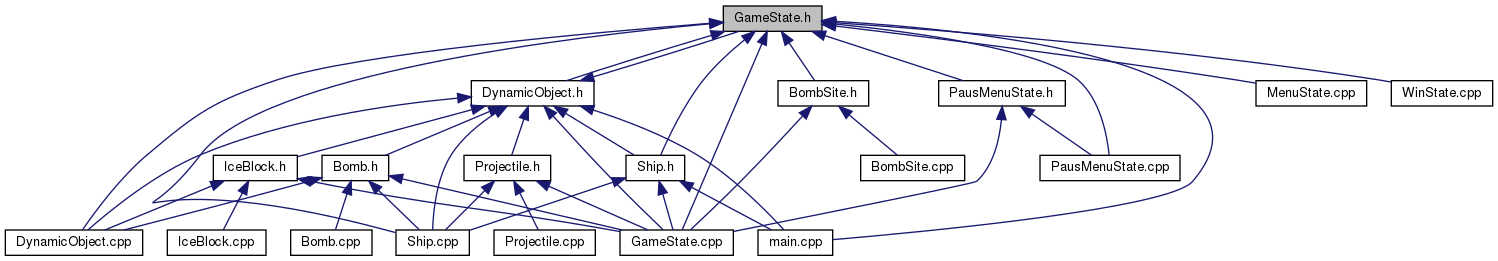 GameState.h
DynamicObject.h
BombSite.h
PausMenuState.h
MenuState.cpp
WinState.cpp
IceBlock.h
Bomb.h
Projectile.h
Ship.h
BombSite.cpp
PausMenuState.cpp
DynamicObject.cpp
IceBlock.cpp
Bomb.cpp
Ship.cpp
Projectile.cpp
GameState.cpp
main.cpp